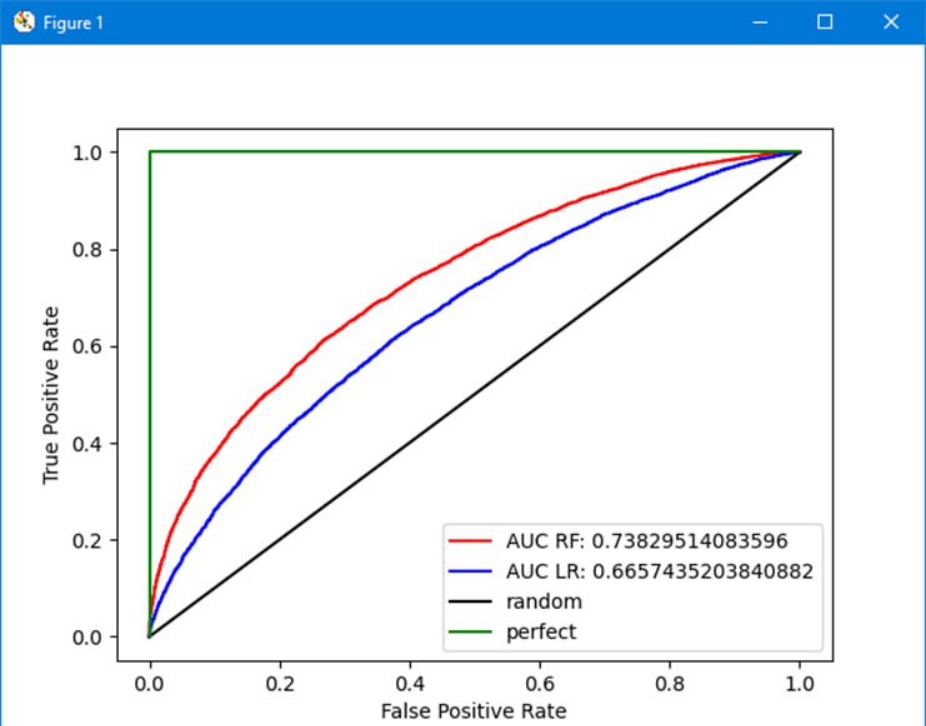 Figure 1
1.0
0.8
0.6
0.4
0.2
0.0
True Positive Rate
AUC RF: 0.73829514083596
AUC LR: 0.6657435203840882
random
perfect
0.0 0.2 0.4 0.6 0.8 1.0
False Positive Rate